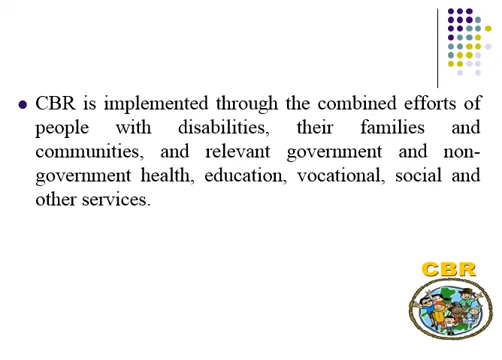 CBR is implemented through the combined efforts of
people with disabilities, their families and
communities, and relevant government and non-
government health, education, vocational, social and
other services.
CBR